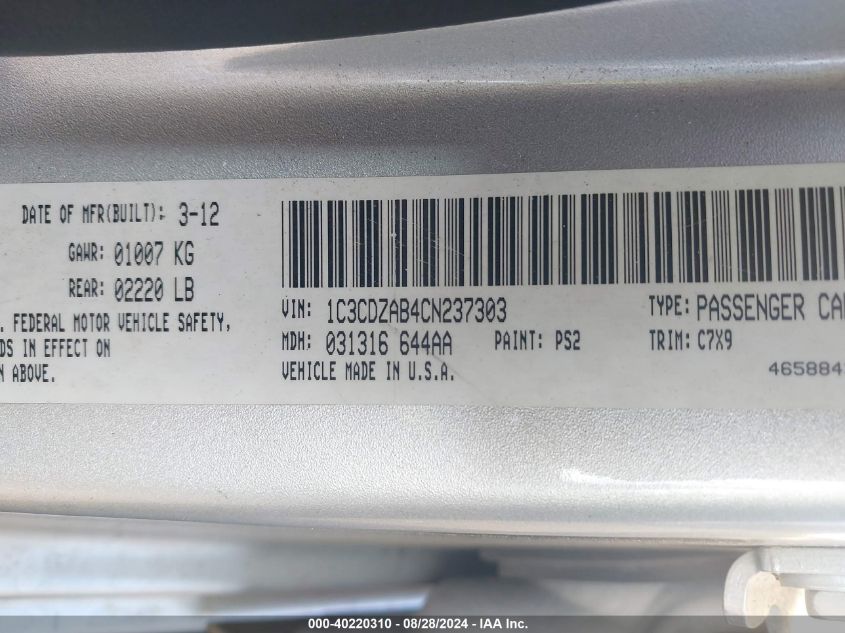 DATE OF MFR(BUILT): 3-12
GAWR: 01007 KG
REAR: 02220 LB
. FEDERAL MOTOR VEHICLE SAFETY,
DS IN EFFECT ON
N ABOVE.
VIN: 1C3CDZAB4CN237303 TYPE: PASSENGER CAR
MDH: 031316 644AA PAINT: PS2 TRIM: C7X9
VEHICLE MADE IN U.S.A. 465884
000-40220310 - 08/28/2024 - IAA Inc.